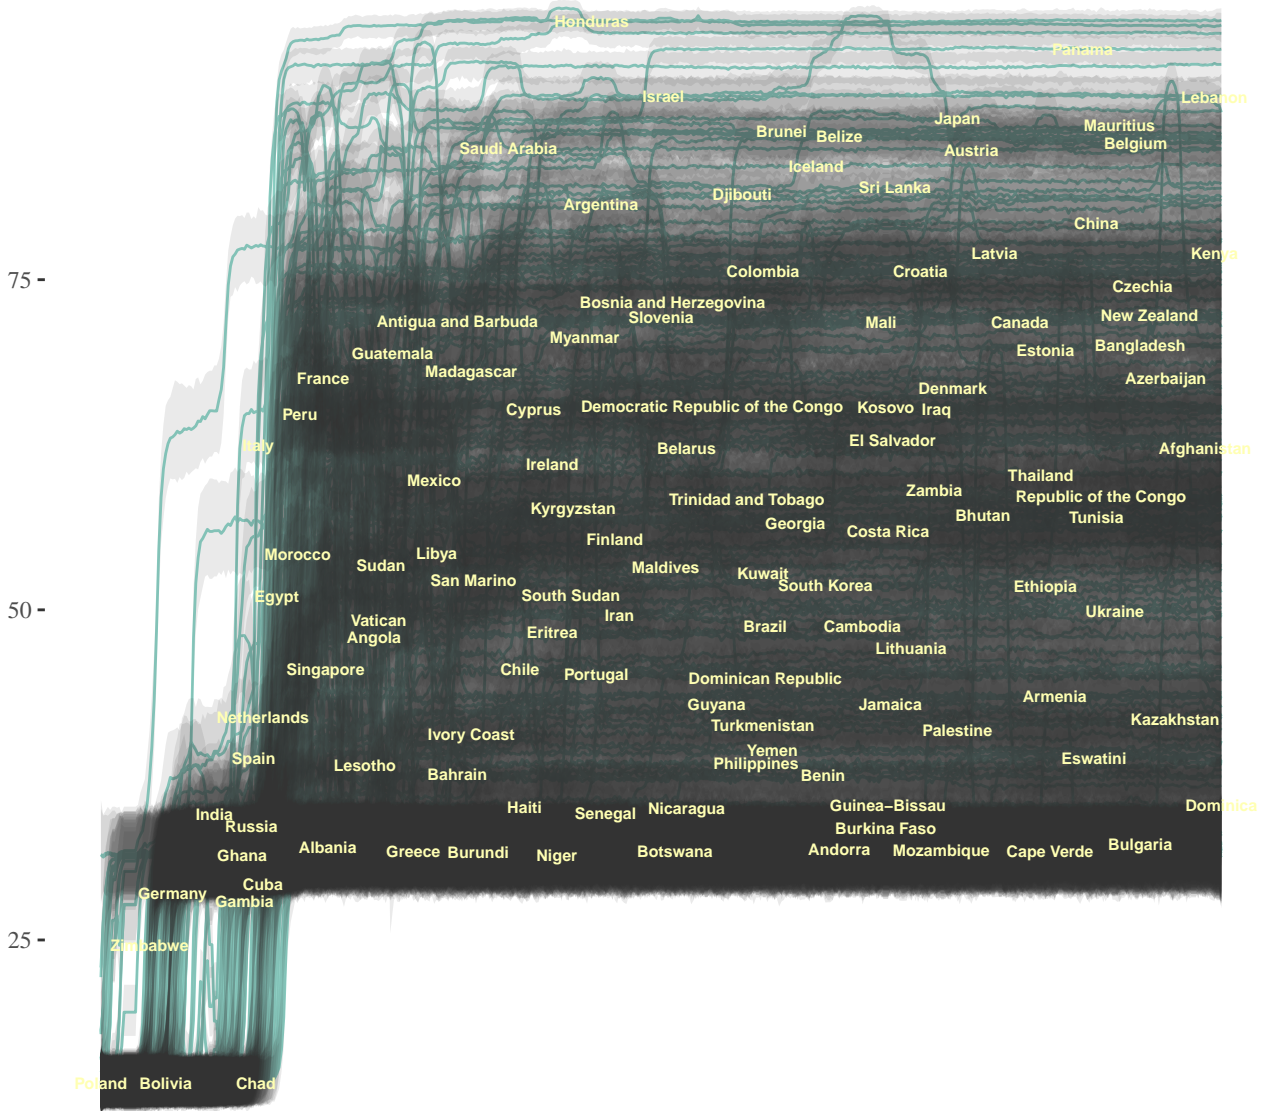 Honduras
Panama
Israel
Lebanon
Japan
Mauritius
Brunei
Belize
Belgium
Saudi Arabia
Austria
Iceland
Sri Lanka
Djibouti
Argentina
China
Latvia
Kenya
Colombia
Croatia
75
Czechia
Bosnia and Herzegovina
New Zealand
Slovenia
Antigua and Barbuda
Mali
Canada
Myanmar
Bangladesh
Estonia
Guatemala
Madagascar
France
Azerbaijan
Denmark
Democratic Republic of the Congo
Kosovo
Cyprus
Iraq
Peru
El Salvador
Italy
Belarus
Afghanistan
Ireland
Thailand
Mexico
Zambia
Republic of the Congo
Trinidad and Tobago
Kyrgyzstan
Bhutan
Tunisia
Georgia
Costa Rica
Finland
Libya
Morocco
Sudan
Maldives
Kuwait
San Marino
South Korea
Ethiopia
South Sudan
Egypt
50
Ukraine
Iran
Vatican
Brazil
Cambodia
Eritrea
Angola
Lithuania
Singapore
Chile
Portugal
Dominican Republic
Armenia
Guyana
Jamaica
Netherlands
Kazakhstan
Turkmenistan
Palestine
Ivory Coast
Yemen
Spain
Eswatini
Philippines
Lesotho
Bahrain
Benin
Guinea−Bissau
Dominica
Haiti
Nicaragua
Senegal
India
Russia
Burkina Faso
Bulgaria
Albania
Andorra
Mozambique
Cape Verde
Greece
Burundi
Botswana
Ghana
Niger
Cuba
Germany
Gambia
25
Zimbabwe
Poland
Bolivia
Chad